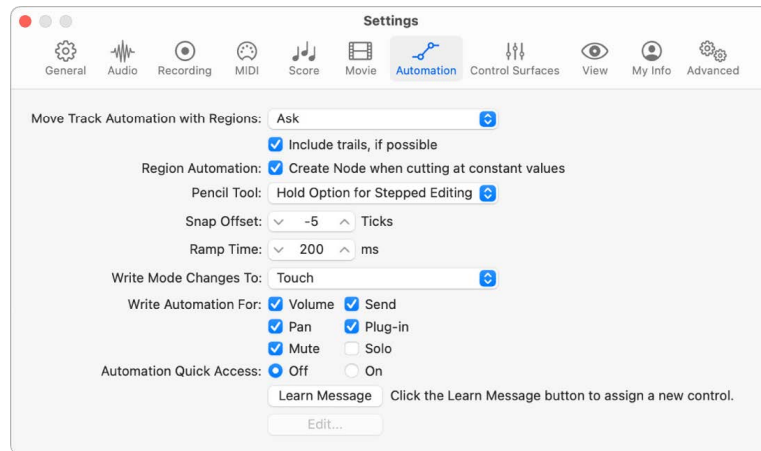 Settings
General Audio Recording MIDI Score Movie Automation Control Surfaces View My Info Advanced
Move Track Automation with Regions: Ask
Include trails, if possible
Region Automation: Create Node when cutting at constant values
Pencil Tool: Hold Option for Stepped Editing
Snap Offset: -5 Ticks
Ramp Time: 200 ms
Write Mode Changes To: Touch
Write Automation For: Volume Send
Pan Plug-in
Mute Solo
Automation Quick Access: Off On
Learn Message Click the Learn Message button to assign a new control.
Edit...